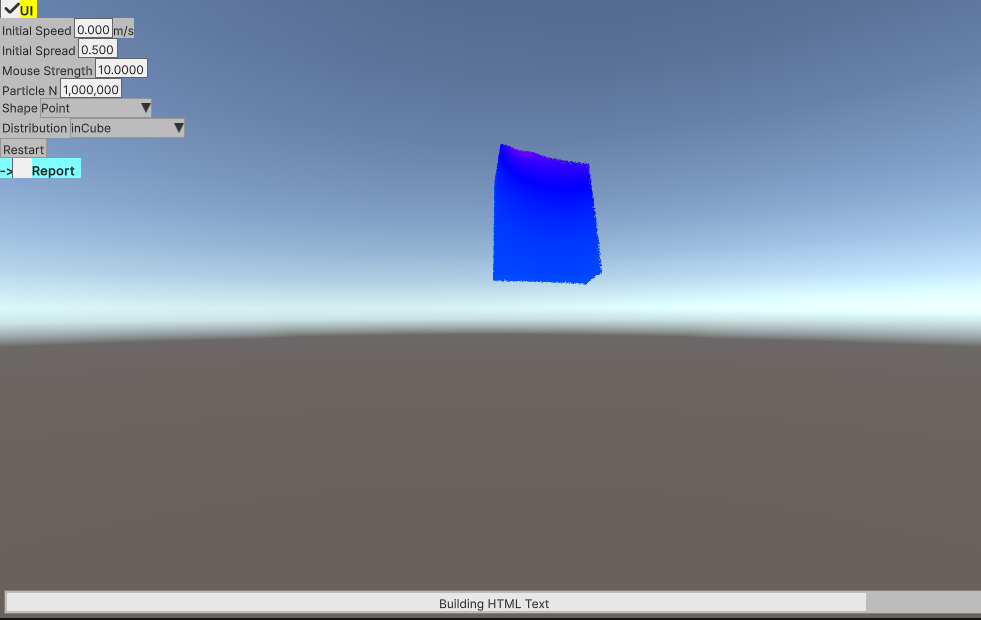 UI
Initial Speed 0.000 m/s
Initial Spread 0.500
Mouse Strength 10.0000
Particle N 1,000,000
Shape Point
Distribution inCube
Restart
-> Report
Building HTML Text